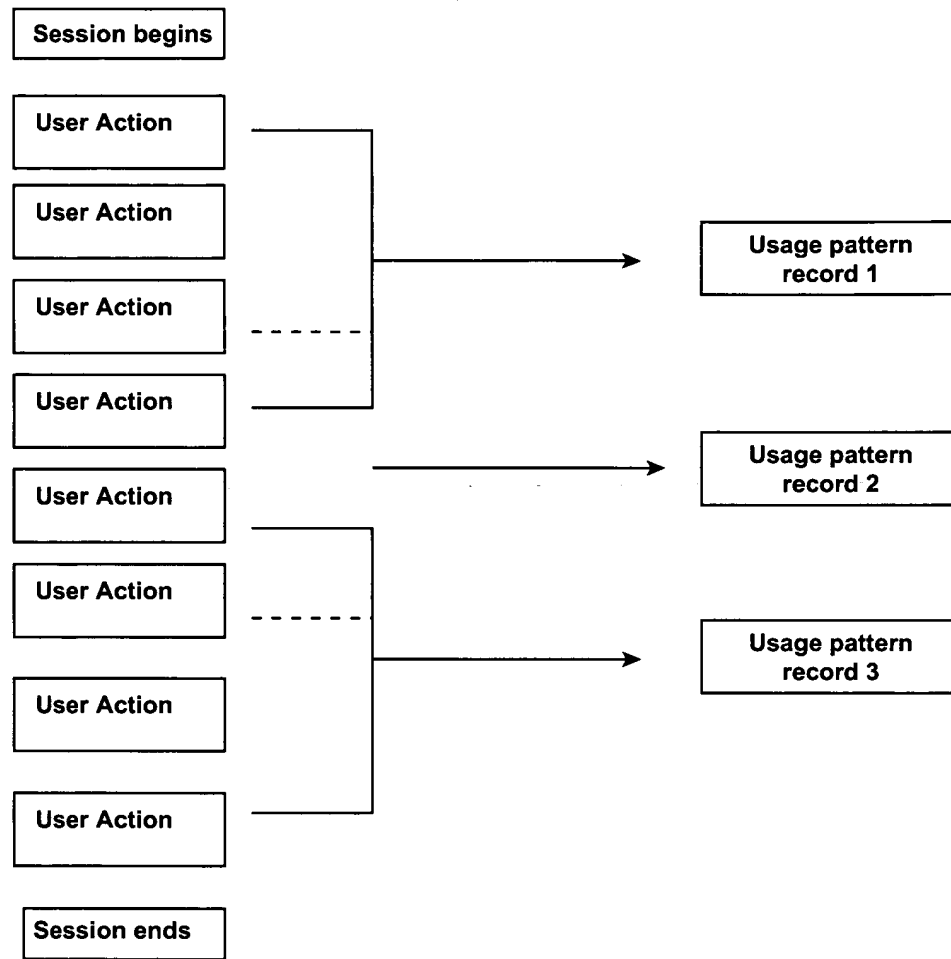 Session begins
User Action
User Action
User Action
User Action
User Action
User Action
User Action
User Action
Session ends
Usage pattern
record 1
Usage pattern
record 2
Usage pattern
record 3